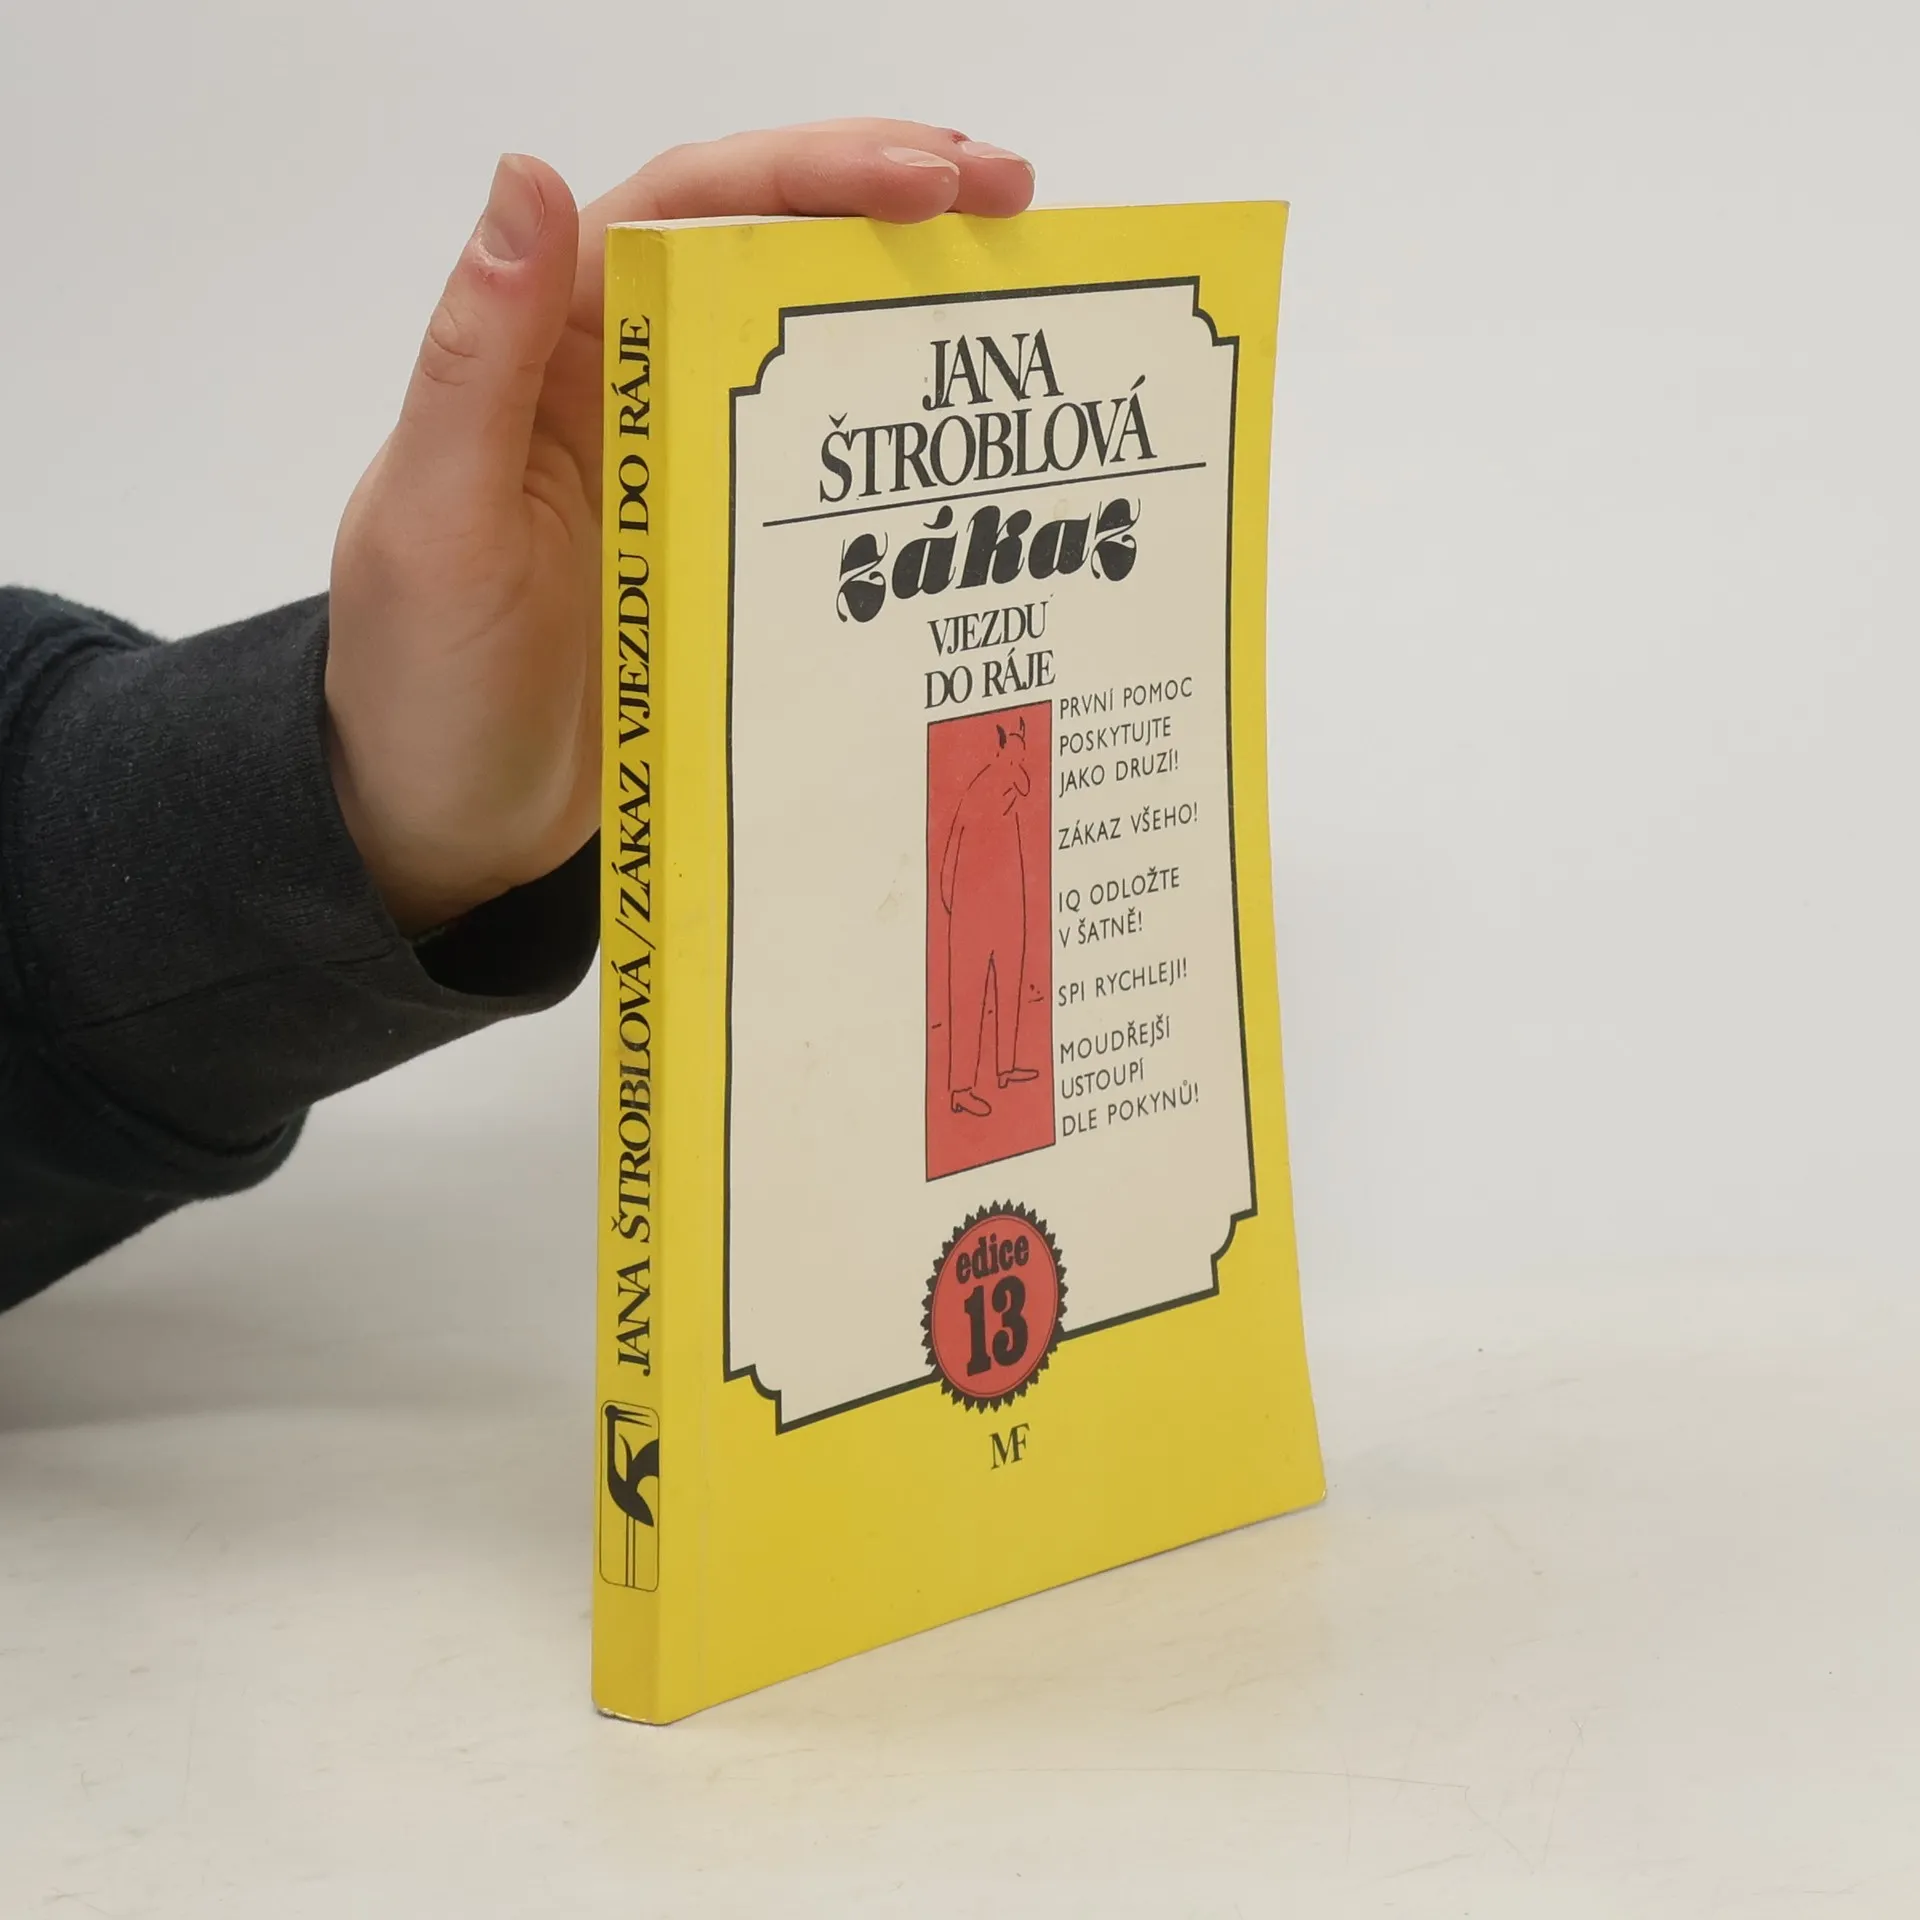 JANA ŠTROBLOVÁ/ZÁKAZ VJEZDU DO RÁJE
JANA
ŠTROBLOVÁ
zákaz
VJEZDU
DO RÁJE
PRVNÍ POMOC
POSKYTUJTE
JAKO DRUZÍ!
ZÁKAZ VŠEHO!
IQ ODLOŽTE
V ŠATNĚ!
SPI RYCHLEJI!
MOUDŘEJŠÍ
USTOUPÍ
DLE POKYNŮ!
edice
13
MF